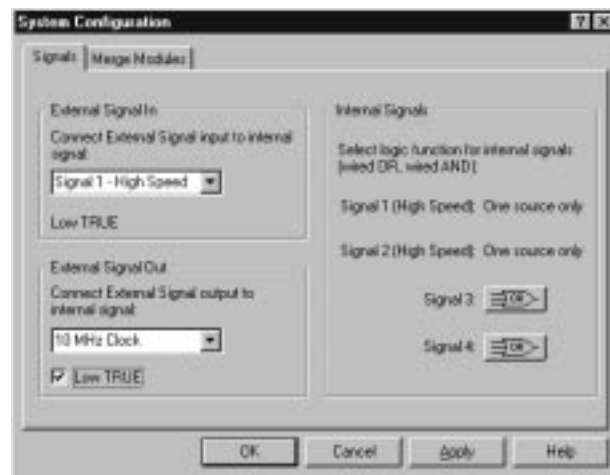 System Configuration
Signals
Merge Modules
External Signal In
Connect External Signal input to internal
signal:
Signal 1 - High Speed
Low TRUE
External Signal Out
Connect External Signal output to
internal signal:
10 MHz Clock
Low TRUE
Internal Signals
Select logic function for internal signals
(wired OR, wired AND):
Signal 1 (High Speed): One source only
Signal 2 (High Speed): One source only
Signal 3: OR
Signal 4: OR
OK
Cancel
Apply
Help